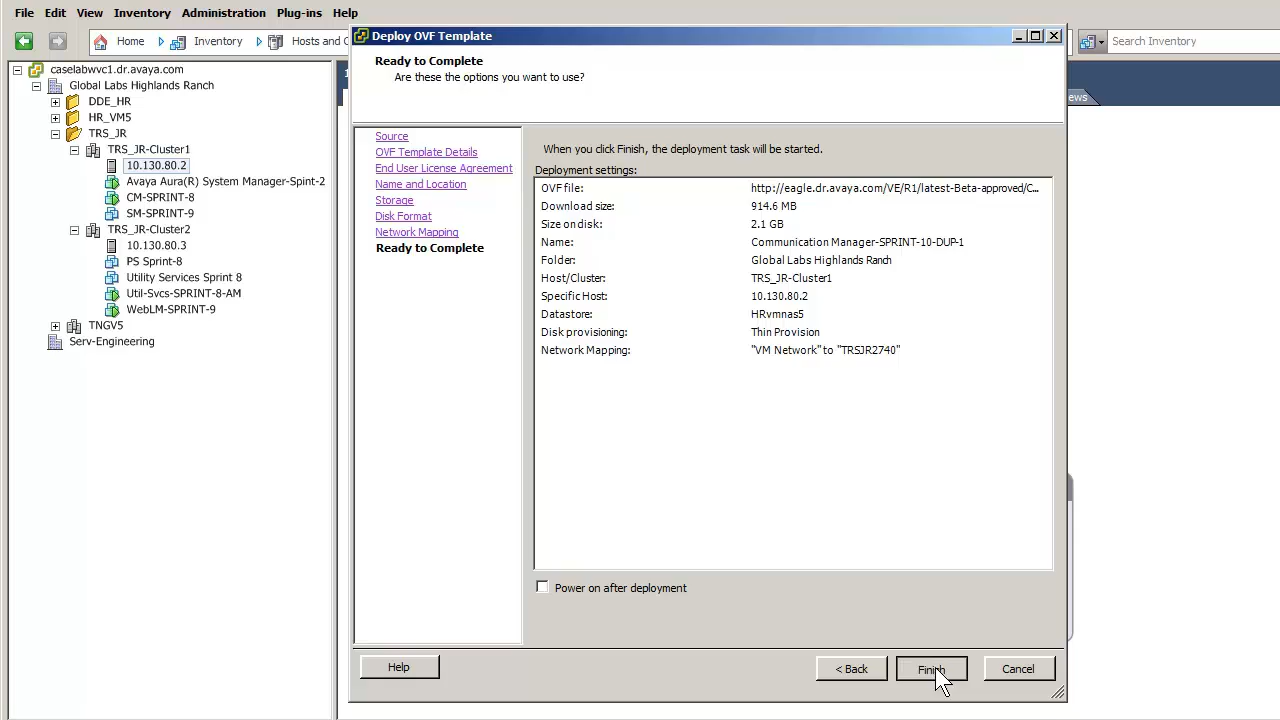 File Edit View Inventory Administration Plug-ins Help
Deploy OVF Template
Home Inventory Hosts and C
Search Inventory
Ready to Complete
Are these the options you want to use?
ews
caselabwvc1.dr.avaya.com
Global Labs Highlands Ranch
DDE_HR
HR_VM5
TRS_JR
TRS_JR-Cluster1
10.130.80.2
Avaya Aura(R) System Manager-Spint-2
CM-SPRINT-8
SM-SPRINT-9
TRS_JR-Cluster2
10.130.80.3
PS Sprint-8
Utility Services Sprint 8
Util-Svcs-SPRINT-8-AM
WebLM-SPRINT-9
TNGV5
Serv-Engineering
Source
OVF Template Details
End User License Agreement
Name and Location
Storage
Disk Format
Network Mapping
Ready to Complete
When you click Finish, the deployment task will be started.
Deployment settings:
OVF file: http://eagle.dr.avaya.com/VE/R1/latest-Beta-approved/C...
Download size: 914.6 MB
Size on disk: 2.1 GB
Name: Communication Manager-SPRINT-10-DUP-1
Folder: Global Labs Highlands Ranch
Host/Cluster: TRS_JR-Cluster1
Specific Host: 10.130.80.2
Datastore: HRvmnas5
Disk provisioning: Thin Provision
Network Mapping: "VM Network" to "TRSJR2740"
Power on after deployment
Help < Back Finish Cancel